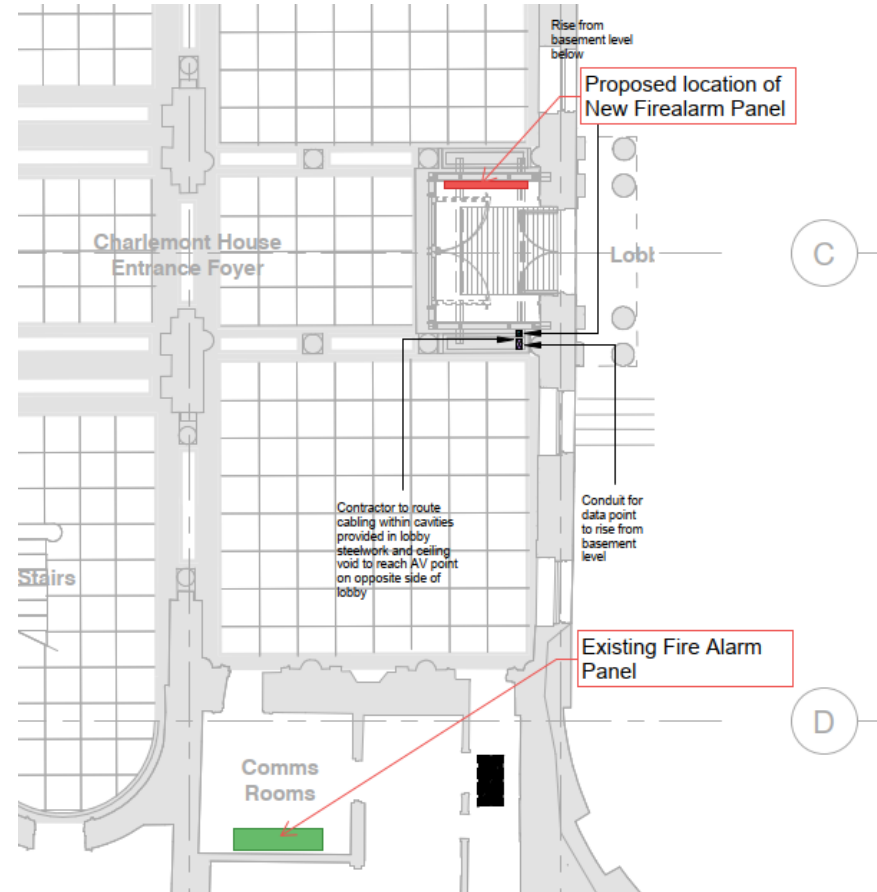 Rise from
basement level
below
Proposed location of
New Firealarm Panel
Charlemont House
Entrance Foyer
Lobb
C
Contractor to route
cabling within cavities
provided in lobby
steelwork and ceiling
void to reach AV point
on opposite side of
lobby
Conduit for
data point
to rise from
basement
level
Stairs
Existing Fire Alarm
Panel
D
Comms
Rooms